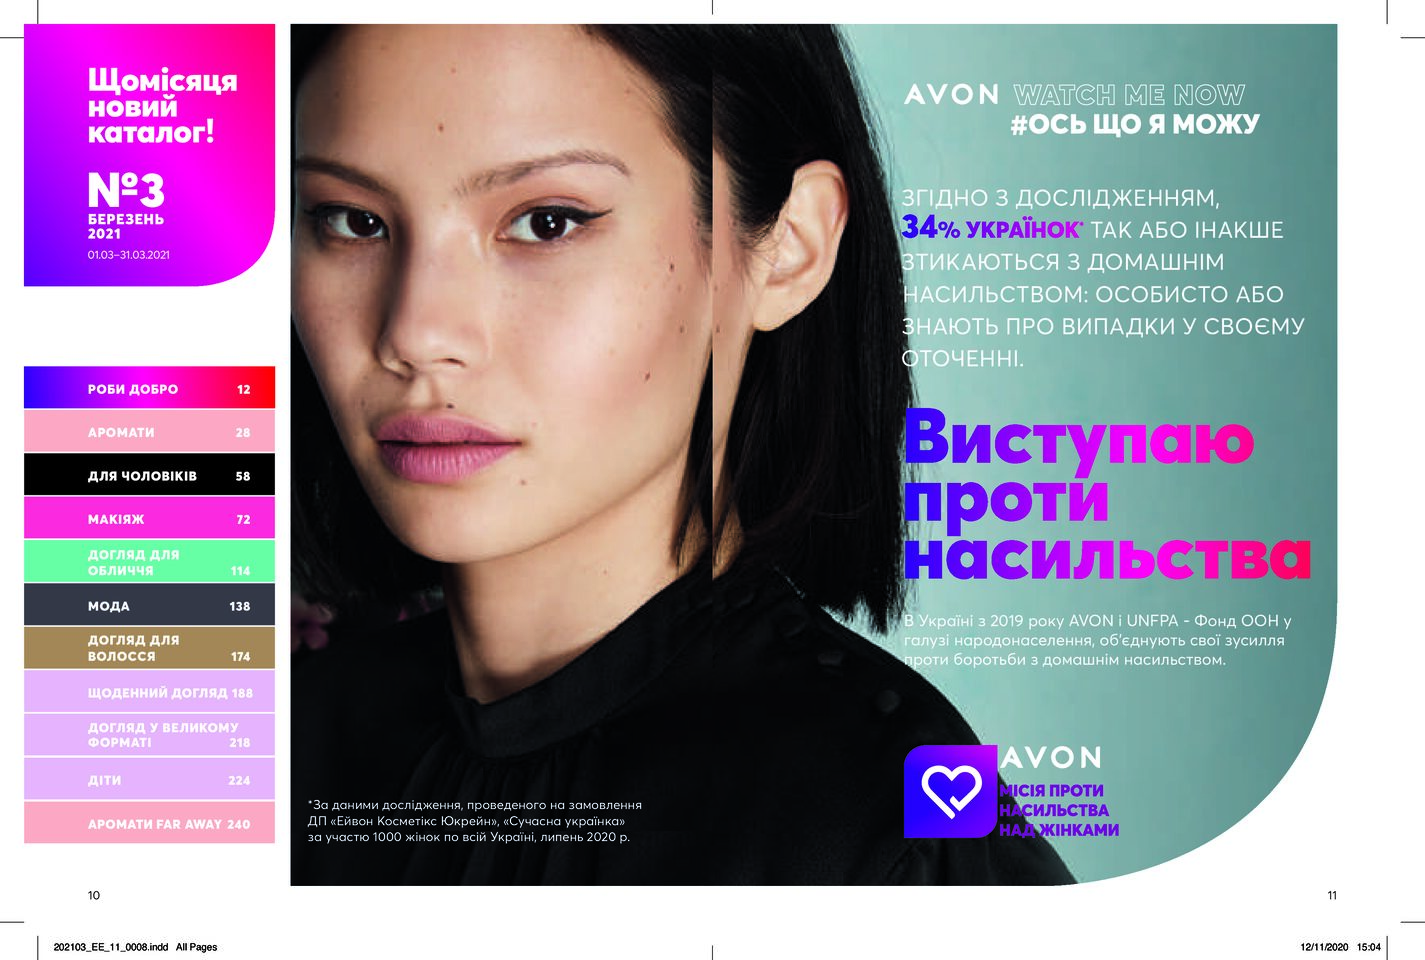 Щомісяця
новий
каталог!
№3
БЕРЕЗЕНЬ
2021
01.03–31.03.2021
РОБИ ДОБРО 12
АРОМАТИ 28
ДЛЯ ЧОЛОВІКІВ 58
МАКІЯЖ 72
ДОГЛЯД ДЛЯ
ОБЛИЧЧЯ 114
МОДА 138
ДОГЛЯД ДЛЯ
ВОЛОССЯ 174
ЩОДЕННИЙ ДОГЛЯД 188
ДОГЛЯД У ВЕЛИКОМУ
ФОРМАТІ 218
ДІТИ 224
АРОМАТИ FAR AWAY 240
10
AVON WATCH ME NOW
#ОСЬ ЩО Я МОЖУ
ЗГІДНО З ДОСЛІДЖЕННЯМ,
34% УКРАЇНОК* ТАК АБО ІНАКШЕ
ЗТИКАЮТЬСЯ З ДОМАШНІМ
НАСИЛЬСТВОМ: ОСОБИСТО АБО
ЗНАЮТЬ ПРО ВИПАДКИ У СВОЄМУ
ОТОЧЕННІ.
Виступаю
проти
насильства
В Україні з 2019 року AVON і UNFPA - Фонд ООН у
галузі народонаселення, об’єднують свої зусилля
проти боротьби з домашнім насильством.
AVON
МІСІЯ ПРОТИ
НАСИЛЬСТВА
НАД ЖІНКАМИ
*За даними дослідження, проведеного на замовлення
ДП «Ейвон Косметікс Юкрейн», «Сучасна українка»
за участю 1000 жінок по всій Україні, липень 2020 р.
11
202103_EE_11_0008.indd All Pages
12/11/2020 15:04